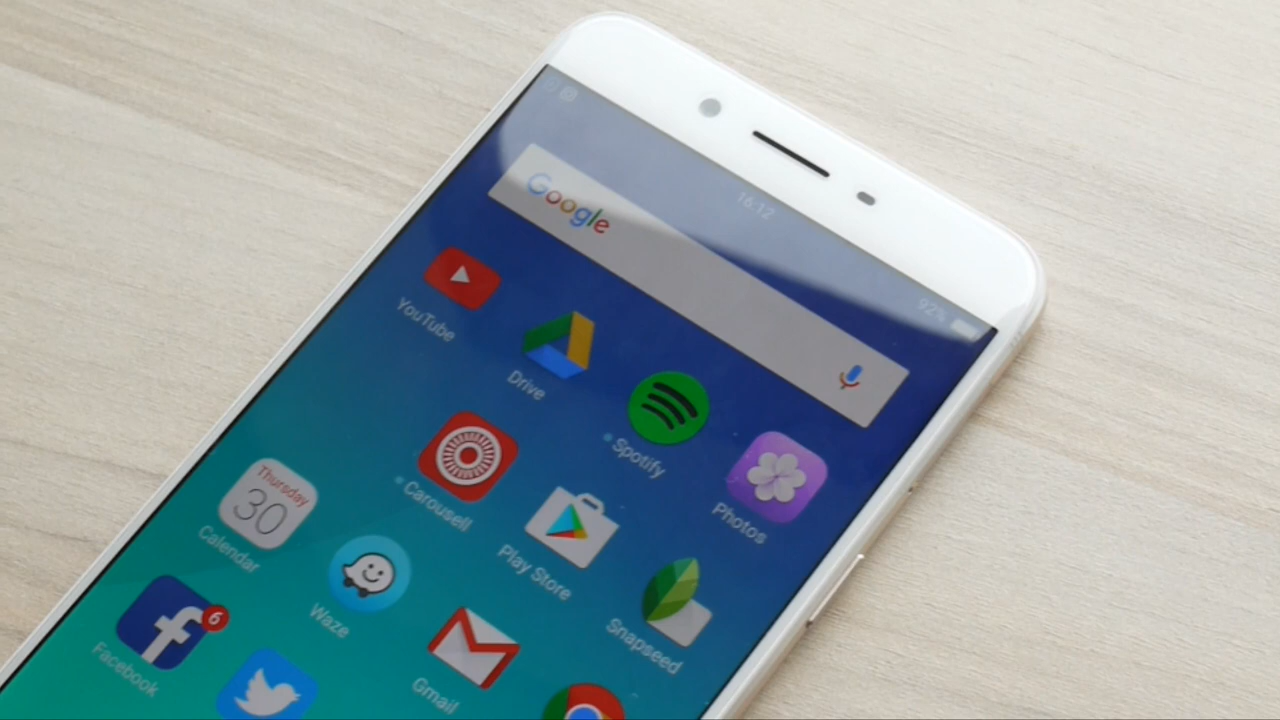 16:12
92%
Google
YouTube
Drive
Spotify
Photos
Thursday
30
Calendar
Carousell
Play Store
Snapseed
6
Facebook
Waze
Gmail